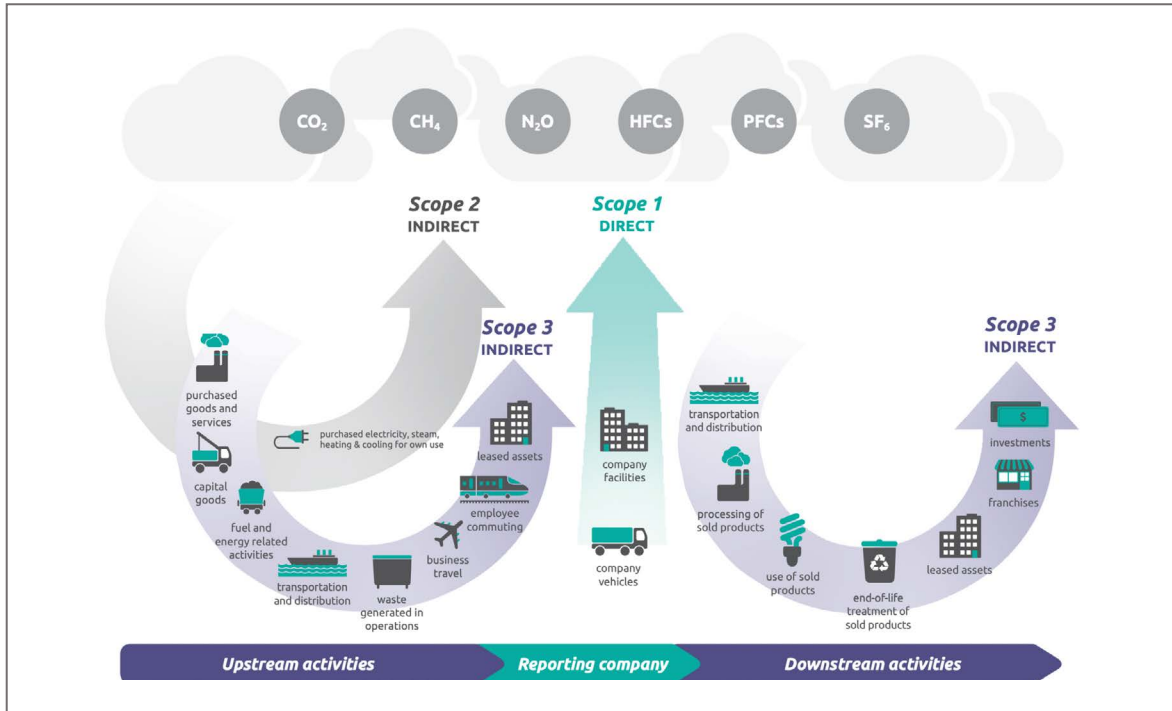 CO₂
CH₄
N₂O
HFCs
PFCs
SF₆
Scope 2
INDIRECT
Scope 1
DIRECT
Scope 3
INDIRECT
Scope 3
INDIRECT
purchased
goods and
services
capital
goods
fuel and
energy related
activities
purchased electricity, steam,
heating & cooling for own use
transportation
and distribution
waste
generated in
operations
business
travel
employee
commuting
leased assets
company
facilities
company
vehicles
transportation
and distribution
processing of
sold products
use of sold
products
end-of-life
treatment of
sold products
leased assets
franchises
$
investments
Upstream activities
Reporting company
Downstream activities